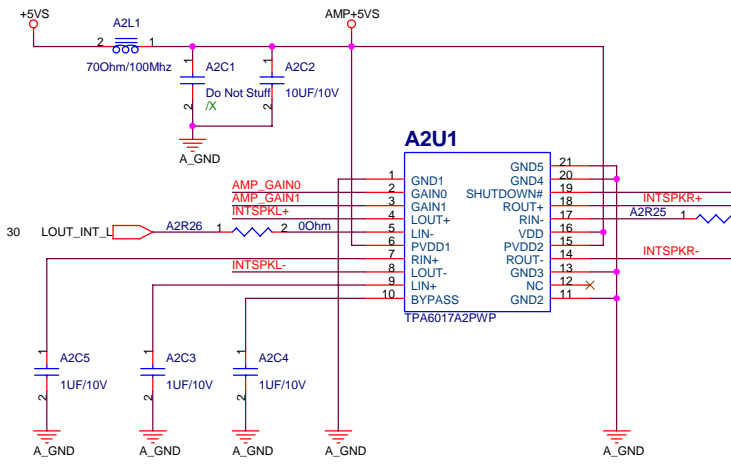 +5VS
AMP+5VS
A2L1
2
1
70Ohm/100Mhz
1
A2C1
Do Not Stuff
2
/X
1
A2C2
10UF/10V
2
A_GND
A2U1
1 GND1
2 GAIN0
3 GAIN1
4 LOUT+
5 LIN-
6 PVDD1
7 RIN+
8 LOUT-
9 LIN+
10 BYPASS
GND5 21
GND4 20
SHUTDOWN# 19
ROUT+ 18
RIN- 17
VDD 16
PVDD2 15
ROUT- 14
GND3 13
NC 12
GND2 11
TPA6017A2PWP
AMP_GAIN0
AMP_GAIN1
INTSPKL+
30 LOUT_INT_L
A2R26 1 2 0Ohm
INTSPKL-
INTSPKR+
A2R25 1
INTSPKR-
1
A2C5
1UF/10V
2
1
A2C3
1UF/10V
2
1
A2C4
1UF/10V
2
A_GND
A_GND
A_GND
A_GND
A_GND